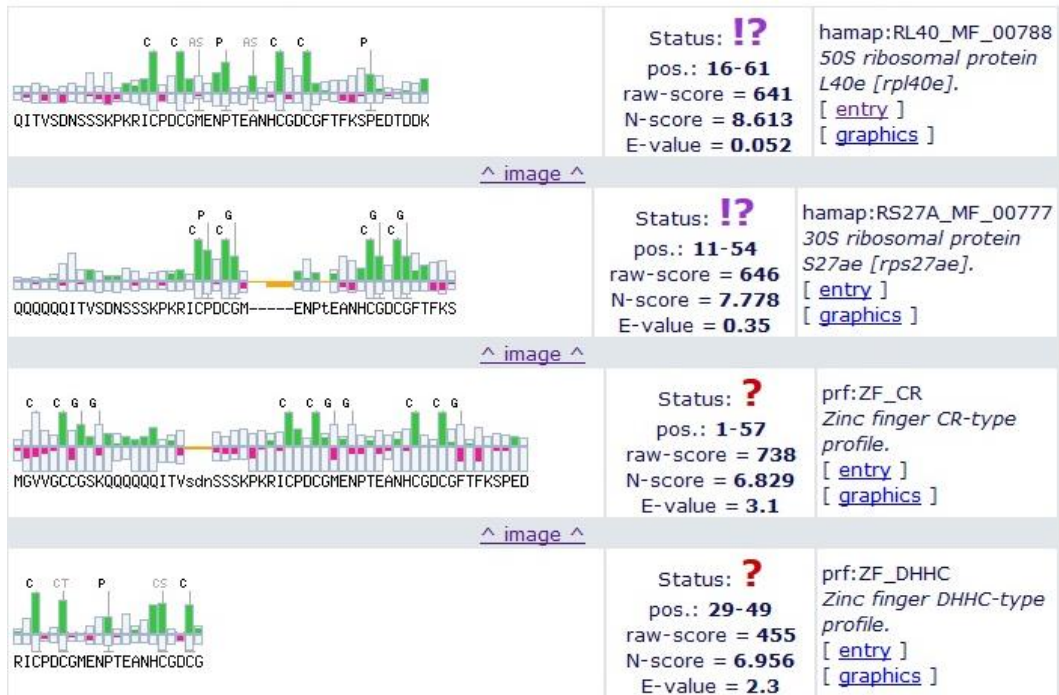 C C AS P AS C C P
QITVSDNSSSKPKRICPDCGMENPTEANHCGDCGFTFKSPEDTDDK
Status: !?
pos.: 16-61
raw-score = 641
N-score = 8.613
E-value = 0.052
hamap:RL40_MF_00788
50S ribosomal protein
L40e [rpl40e].
[ entry ]
[ graphics ]
^ image ^
P G G G
C C C C
QQQQQQITVSDNSSSKPKRICPDCGM-----ENPtEANHCGDCGFTFKS
Status: !?
pos.: 11-54
raw-score = 646
N-score = 7.778
E-value = 0.35
hamap:RS27A_MF_00777
30S ribosomal protein
S27ae [rps27ae].
[ entry ]
[ graphics ]
^ image ^
C C G G C C G G C C G
MGVVGCCGSKQQQQQQITVsdnSSSKPKRICPDCGMENPTEANHCGDCGFTFKSPED
Status: ?
pos.: 1-57
raw-score = 738
N-score = 6.829
E-value = 3.1
prf:ZF_CR
Zinc finger CR-type
profile.
[ entry ]
[ graphics ]
^ image ^
C CT P CS C
RICPDCGMENPTEANHCGDCG
Status: ?
pos.: 29-49
raw-score = 455
N-score = 6.956
E-value = 2.3
prf:ZF_DHHC
Zinc finger DHHC-type
profile.
[ entry ]
[ graphics ]